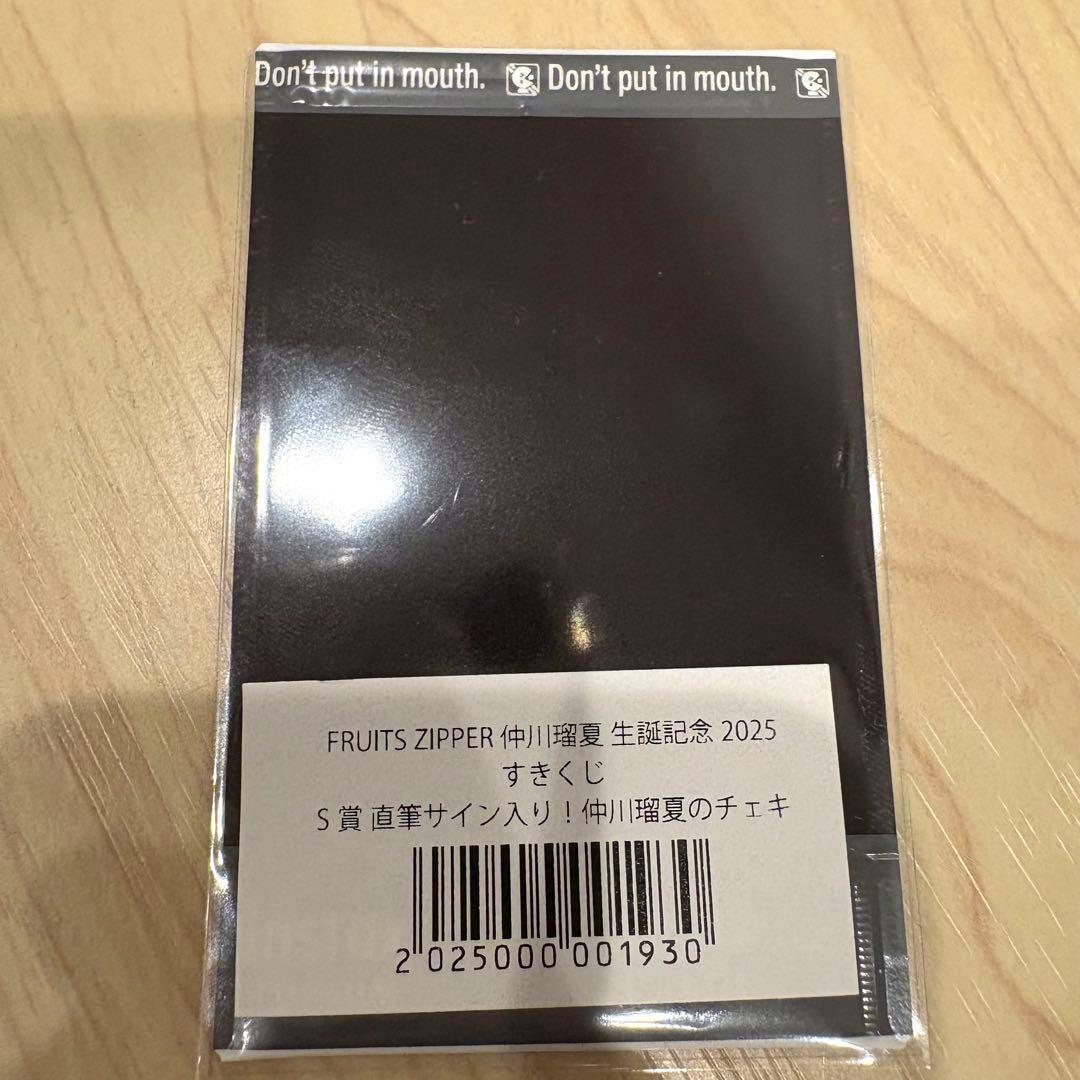 Don't put in mouth. Don't put in mouth.
FRUITS ZIPPER 仲川瑠夏 生誕記念 2025
すきくじ
S 賞 直筆サイン入り！仲川瑠夏のチェキ
2 025000 001930